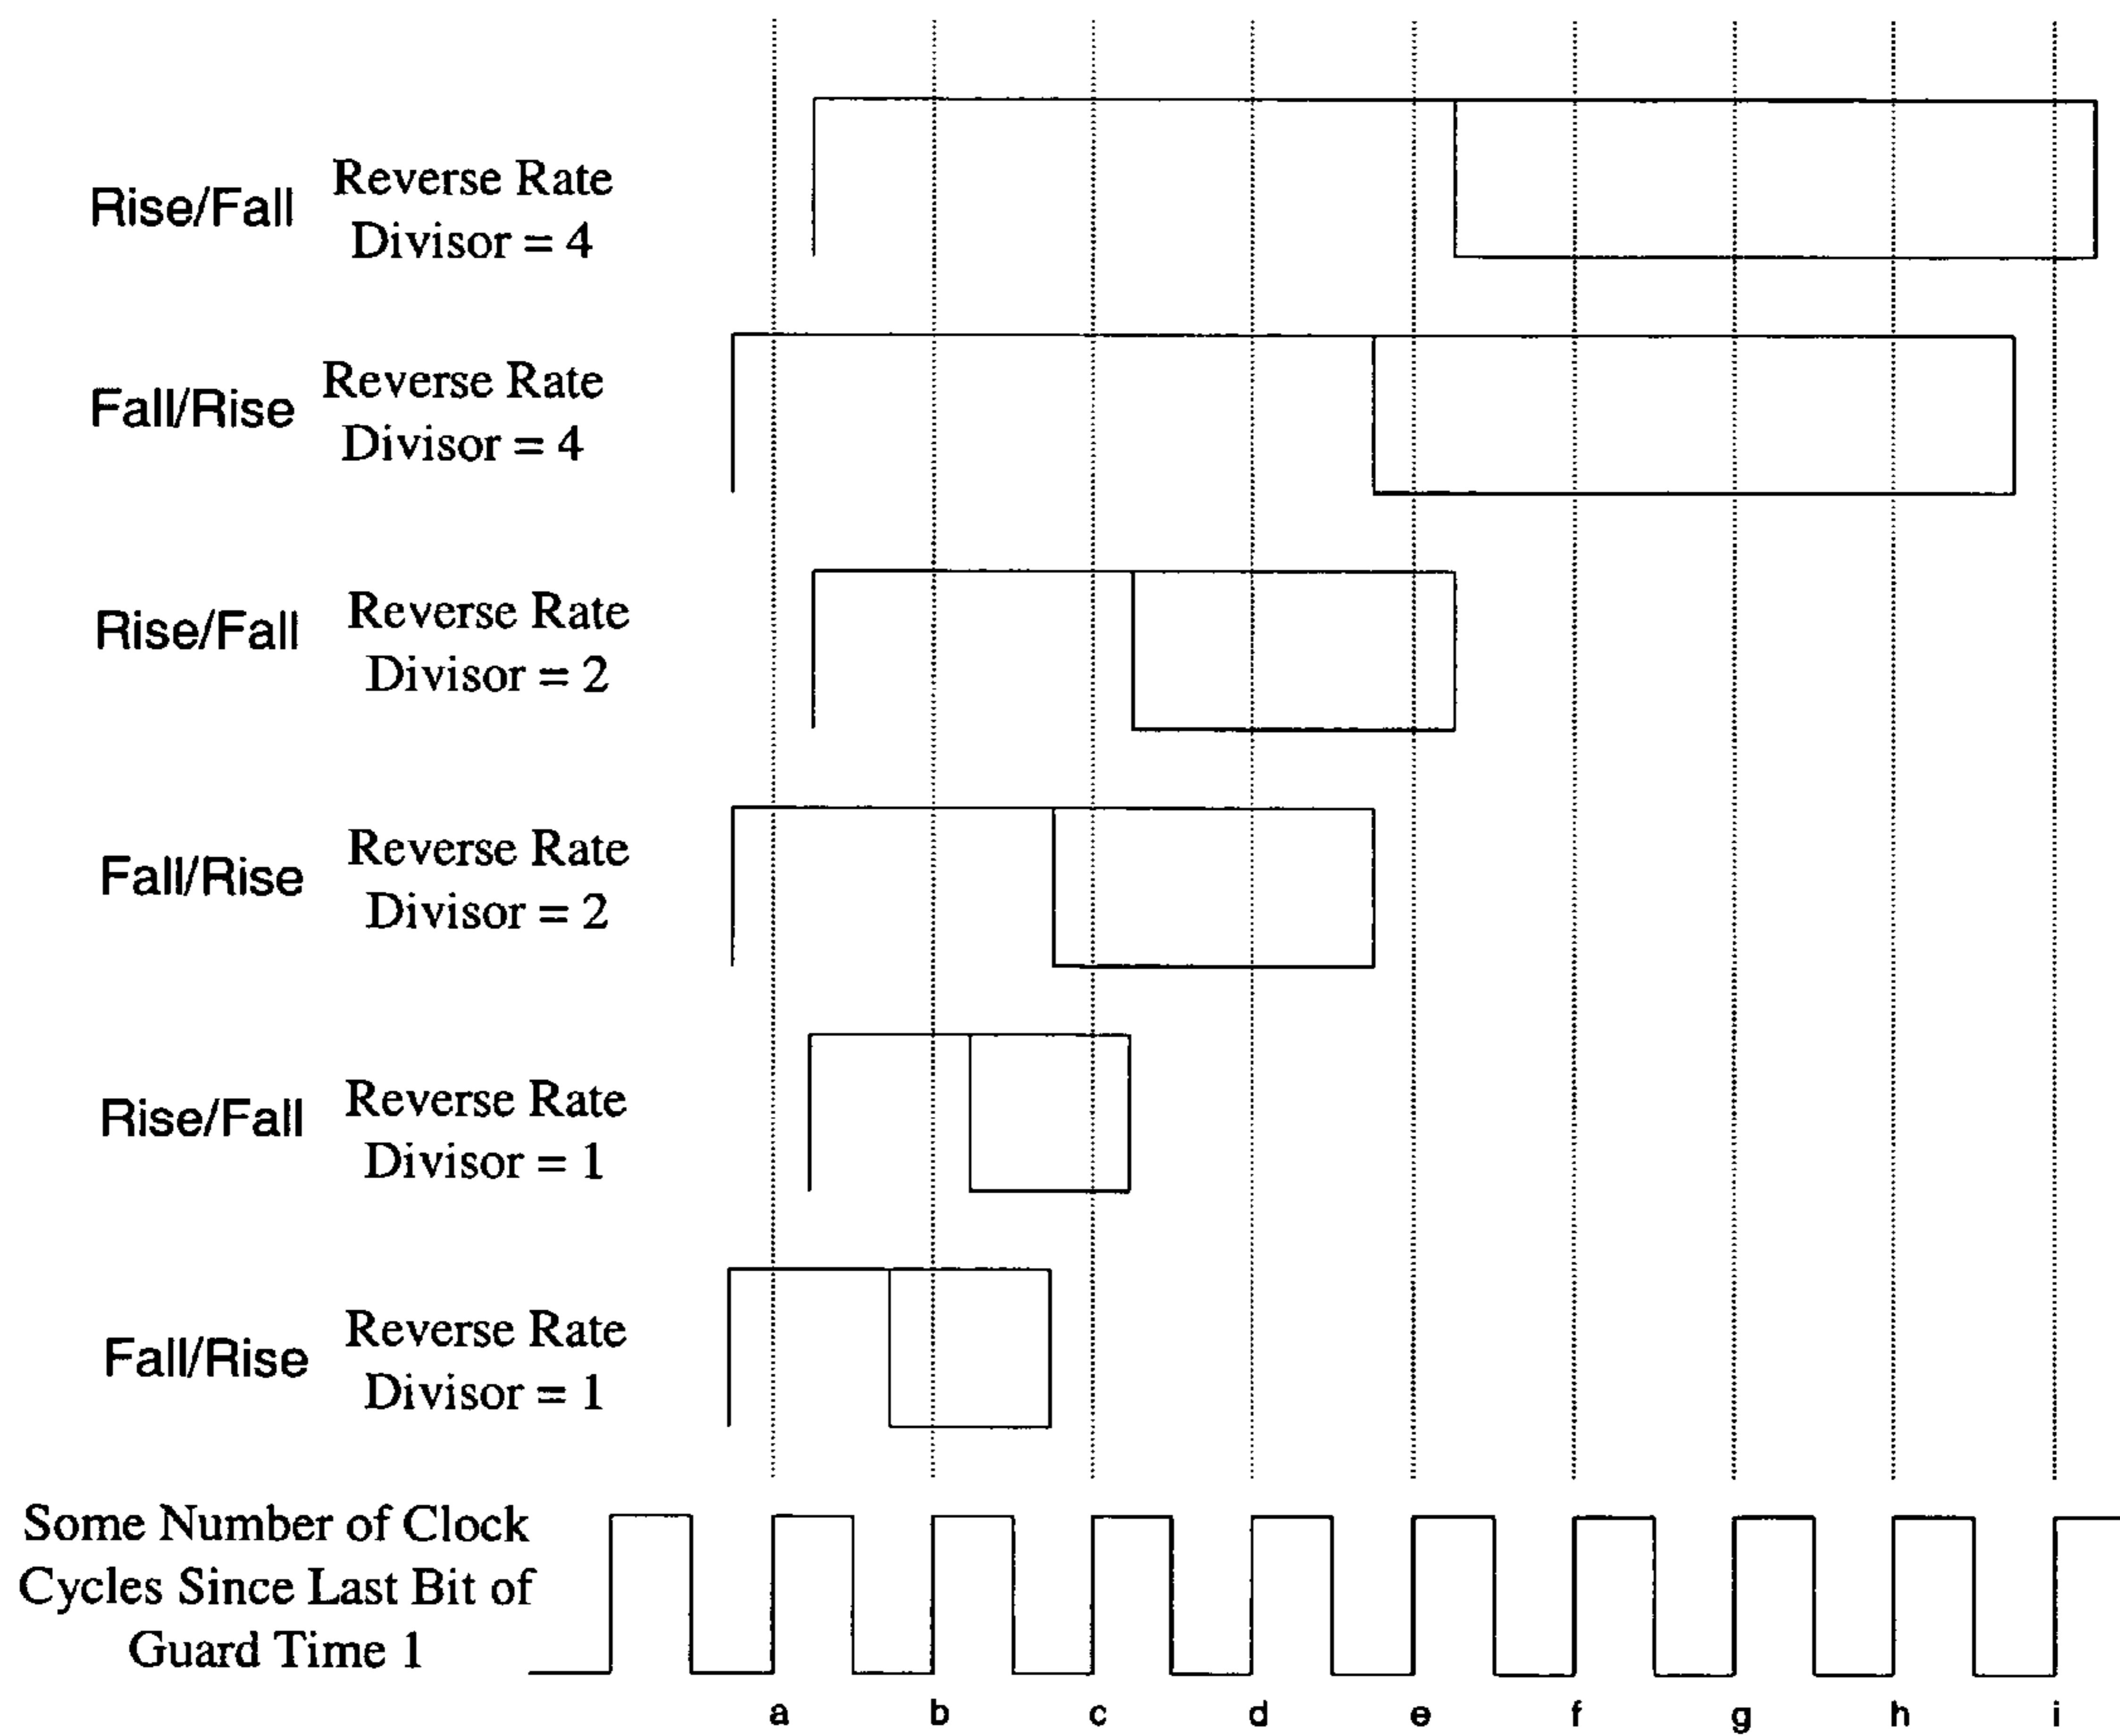 Rise/Fall Reverse Rate
Divisor = 4
Fall/Rise Reverse Rate
Divisor = 4
Rise/Fall Reverse Rate
Divisor = 2
Fall/Rise Reverse Rate
Divisor = 2
Rise/Fall Reverse Rate
Divisor = 1
Fall/Rise Reverse Rate
Divisor = 1
Some Number of Clock
Cycles Since Last Bit of
Guard Time 1
a b c d e f g h i